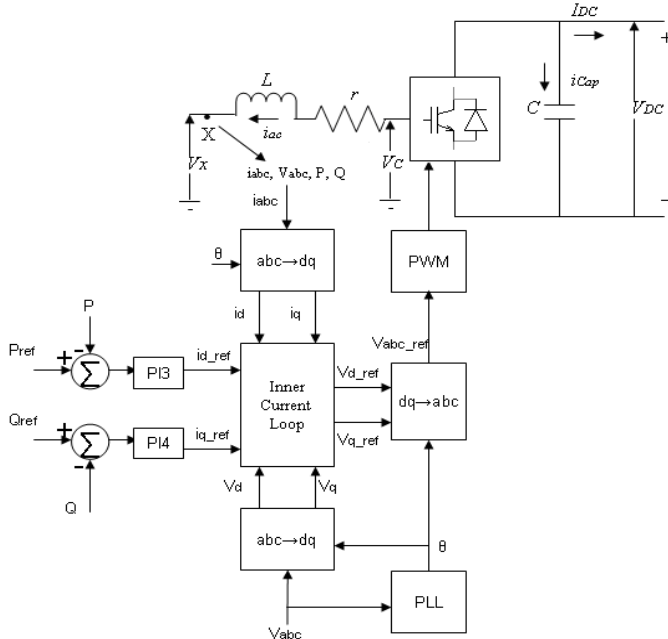 IDC
L
r
iCap
C
VDC
+
X
iac
VX
VC
iabc, Vabc, P, Q
iabc
θ
abc→dq
PWM
id
iq
P
Vabc_ref
Pref
+
-
Σ
PI3
id_ref
Inner
Current
Loop
Vd_ref
dq→abc
Qref
+
Σ
-
PI4
iq_ref
Vq_ref
Vd
Vq
Q
abc→dq
θ
PLL
Vabc